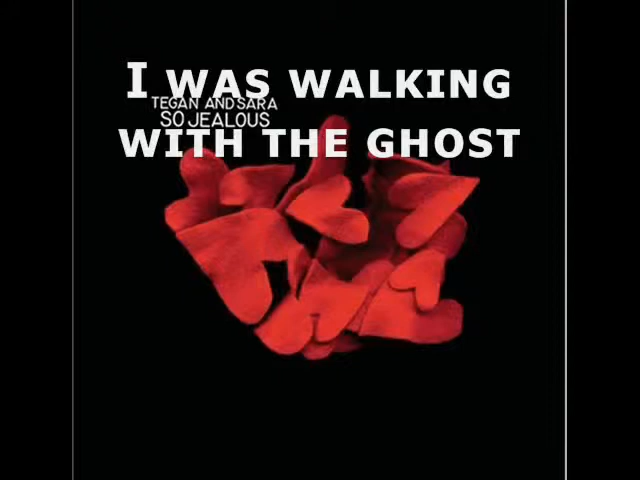 I WAS WALKING
TEGAN AND SARA
SO JEALOUS
WITH THE GHOST